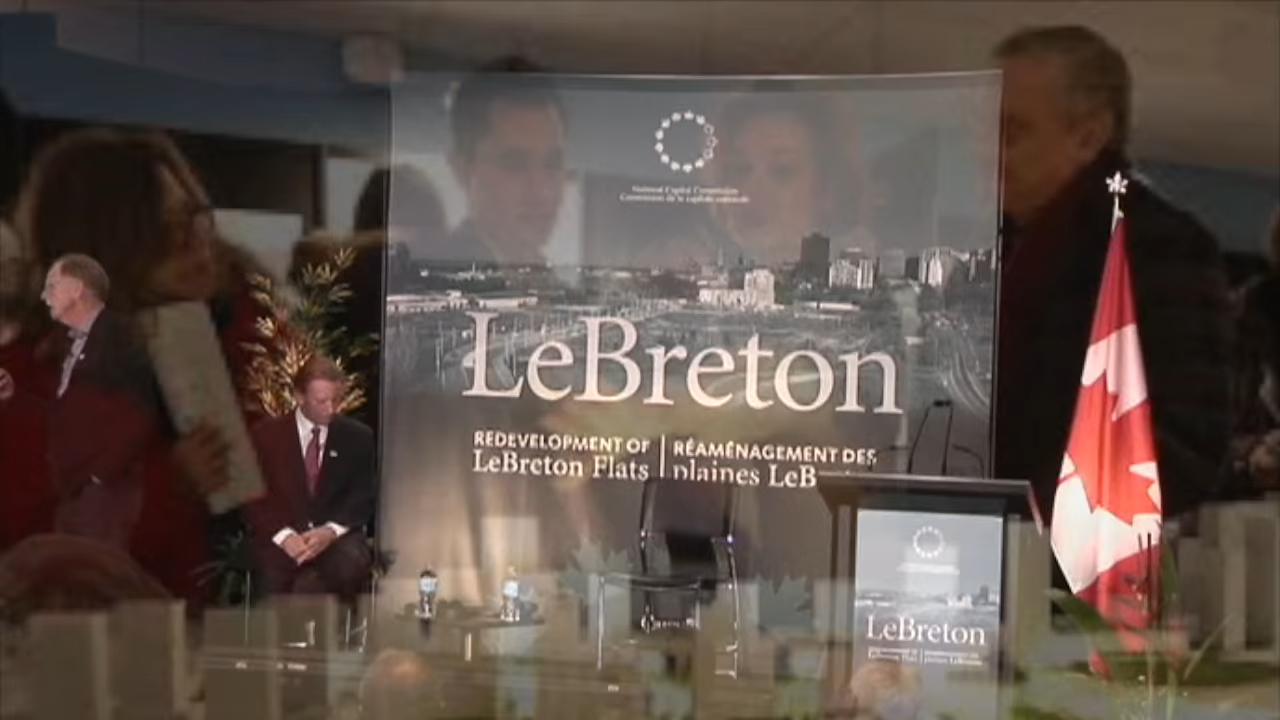 National Capital Commission
Commission de la capitale nationale
LeBreton
REDEVELOPMENT OF
LeBreton Flats
RÉAMÉNAGEMENT DES
plaines LeB
LeBreton